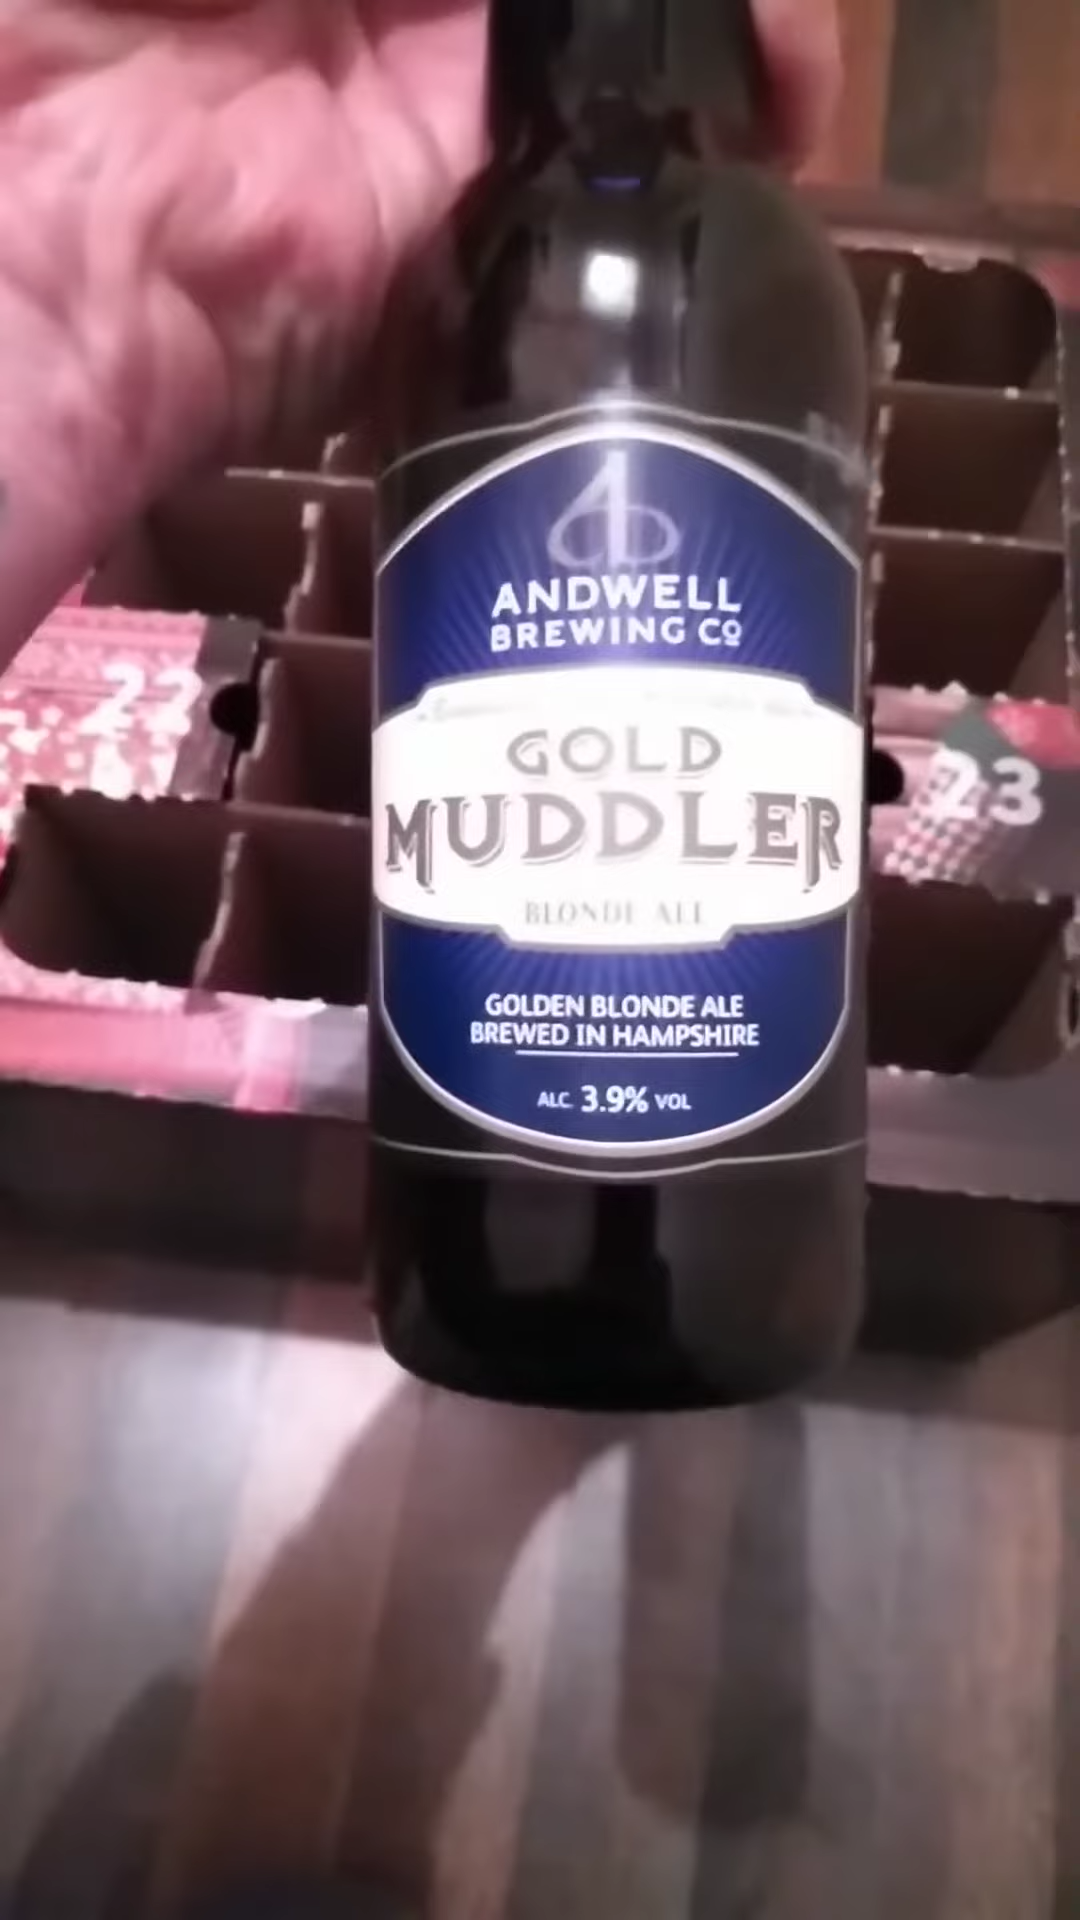 ANDWELL
BREWING Cº
GOLD
MUDDLER
BLONDE ALE
GOLDEN BLONDE ALE
BREWED IN HAMPSHIRE
ALC. 3.9% VOL
22
23